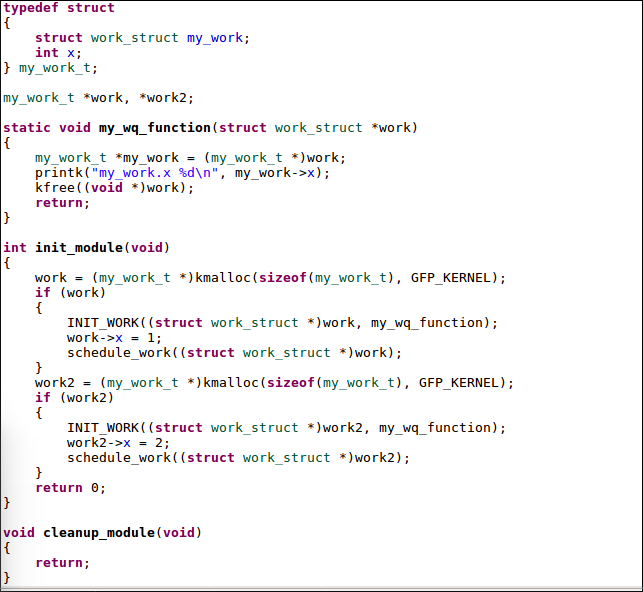 typedef struct
{
    struct work_struct my_work;
    int x;
} my_work_t;

my_work_t *work, *work2;

static void my_wq_function(struct work_struct *work)
{
    my_work_t *my_work = (my_work_t *)work;
    printk("my_work.x %d\n", my_work->x);
    kfree((void *)work);
    return;
}

int init_module(void)
{
    work = (my_work_t *)kmalloc(sizeof(my_work_t), GFP_KERNEL);
    if (work)
    {
        INIT_WORK((struct work_struct *)work, my_wq_function);
        work->x = 1;
        schedule_work((struct work_struct *)work);
    }
    work2 = (my_work_t *)kmalloc(sizeof(my_work_t), GFP_KERNEL);
    if (work2)
    {
        INIT_WORK((struct work_struct *)work2, my_wq_function);
        work2->x = 2;
        schedule_work((struct work_struct *)work2);
    }
    return 0;
}

void cleanup_module(void)
{
    return;
}